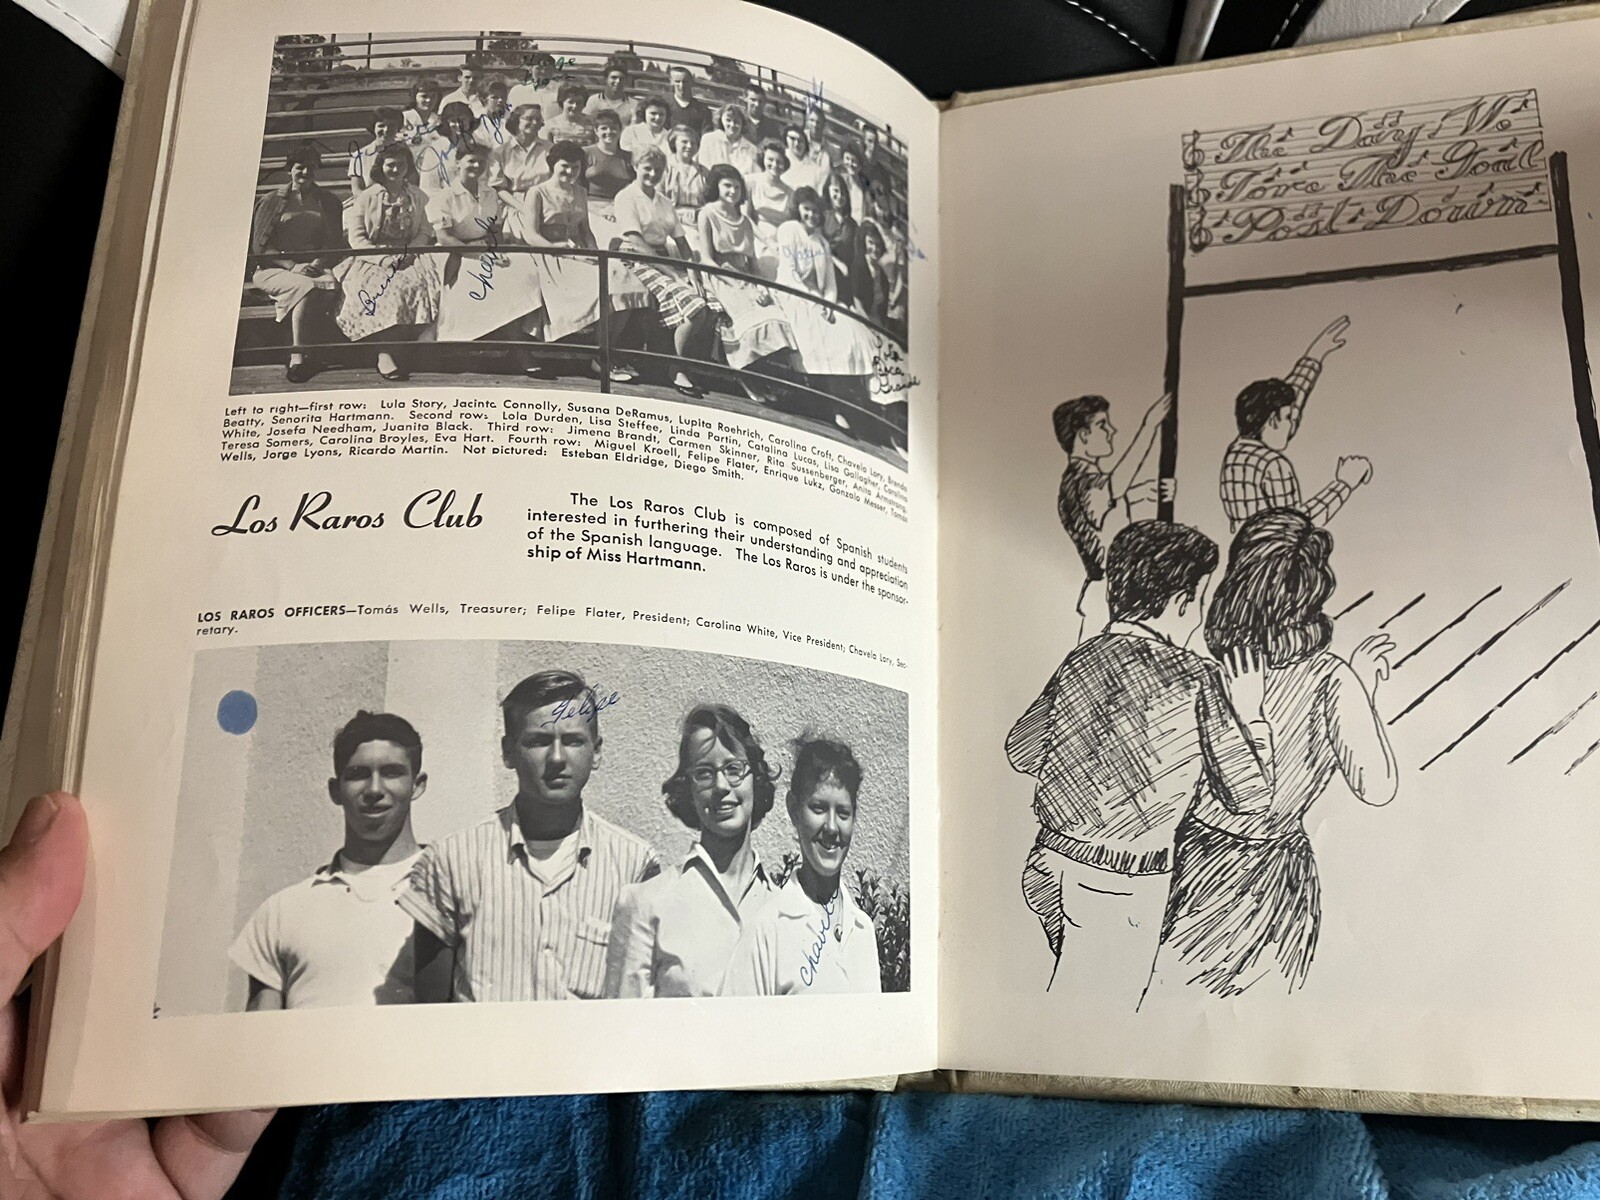 George
Lyons
Josefa
Brenda
Chavela
Lola
Left to right—first row: Lula Story, Jacinta Connolly, Susana DeRamus, Lupita Roehrich, Carolina Croft, Chavela Lary, Brenda
Beatty, Senorita Hartmann. Second row: Lola Durden, Lisa Steffee, Linda Partin, Catalina Lucas, Lisa Gallagher, Carolina
White, Josefa Needham, Juanita Black. Third row: Jimena Brandt, Carmen Skinner, Rita Sussenberger, Anita Armstrong,
Teresa Somers, Carolina Broyles, Eva Hart. Fourth row: Miguel Kroell, Felipe Flater, Enrique Lukz, Gonzalo Messer, Tomás
Wells, Jorge Lyons, Ricardo Martin. Not pictured: Esteban Eldridge, Diego Smith.
Los Raros Club
The Los Raros Club is composed of Spanish students
interested in furthering their understanding and appreciation
of the Spanish language. The Los Raros is under the sponsor-
ship of Miss Hartmann.
LOS RAROS OFFICERS—Tomás Wells, Treasurer; Felipe Flater, President; Carolina White, Vice President; Chavela Lary, Sec-
retary.
Felipe
Chavela
The Day We
Tore The Goal
Post Down